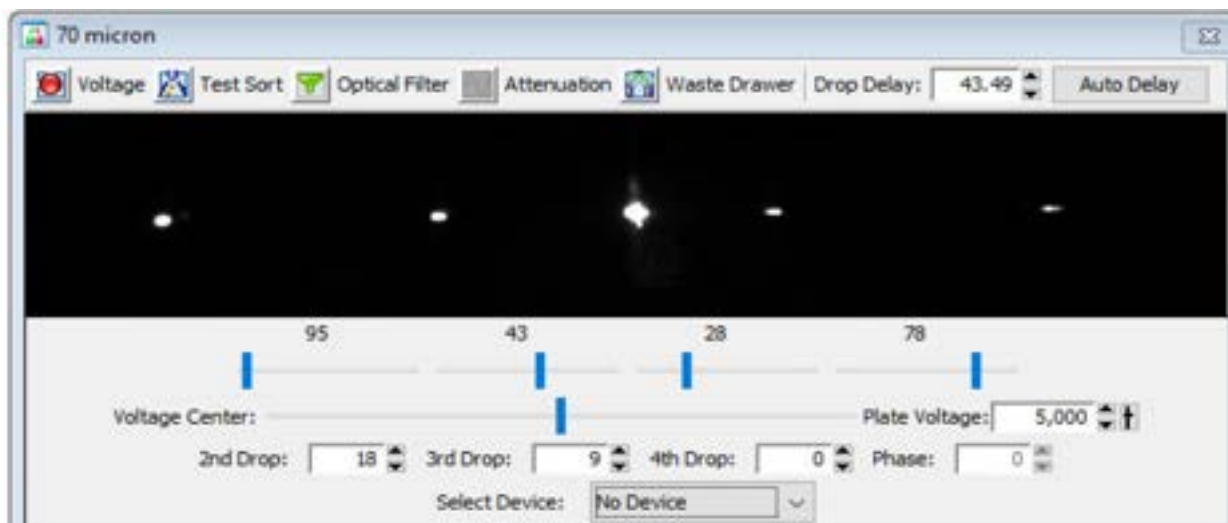 70 micron
Voltage Test Sort Optical Filter Attenuation Waste Drawer Drop Delay: 43.49 Auto Delay
95 43 28 78
Voltage Center: Plate Voltage: 5,000
2nd Drop: 18 3rd Drop: 9 4th Drop: 0 Phase: 0
Select Device: No Device